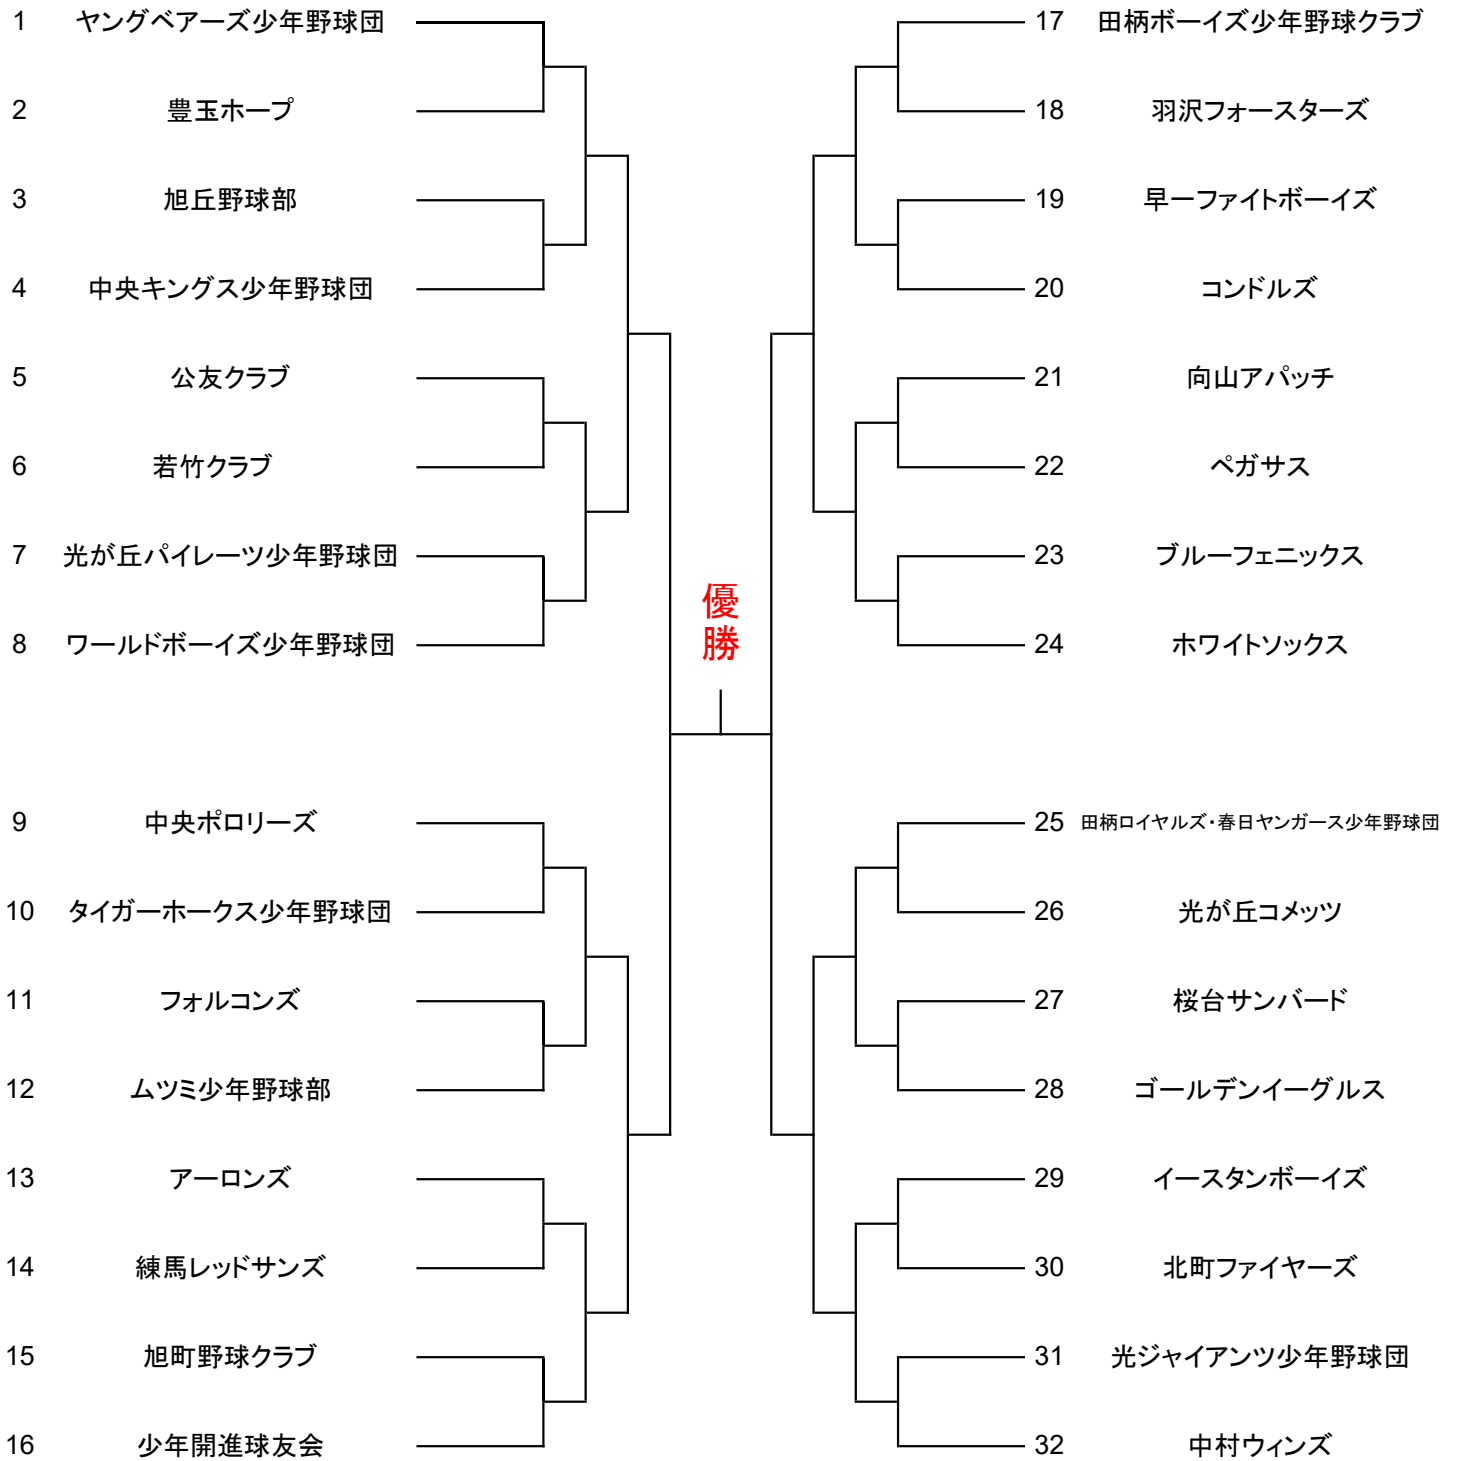 1 ヤングベアーズ少年野球団
2 豊玉ホープ
3 旭丘野球部
4 中央キングス少年野球団
5 公友クラブ
6 若竹クラブ
7 光が丘パイレーツ少年野球団
8 ワールドボーイズ少年野球団
9 中央ポロリーズ
10 タイガーホークス少年野球団
11 フォルコンズ
12 ムツミ少年野球部
13 アーロンズ
14 練馬レッドサンズ
15 旭町野球クラブ
16 少年開進球友会
優
勝
17 田柄ボーイズ少年野球クラブ
18 羽沢フォースターズ
19 早一ファイトボーイズ
20 コンドルズ
21 向山アパッチ
22 ペガサス
23 ブルーフェニックス
24 ホワイトソックス
25 田柄ロイヤルズ・春日ヤンガース少年野球団
26 光が丘コメッツ
27 桜台サンバード
28 ゴールデンイーグルス
29 イースタンボーイズ
30 北町ファイヤーズ
31 光ジャイアンツ少年野球団
32 中村ウィンズ